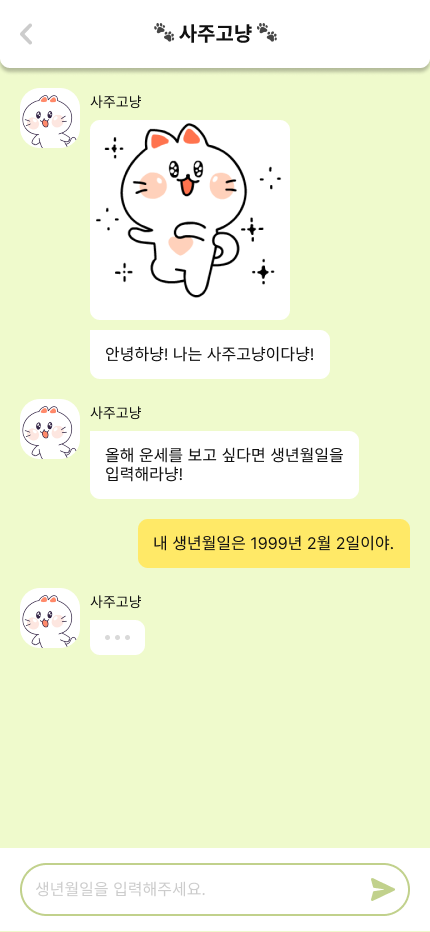 🐾 사주고냥 🐾
사주고냥
안녕하냥! 나는 사주고냥이다냥!
사주고냥
올해 운세를 보고 싶다면 생년월일을
입력해라냥!
내 생년월일은 1999년 2월 2일이야.
사주고냥
생년월일을 입력해주세요.